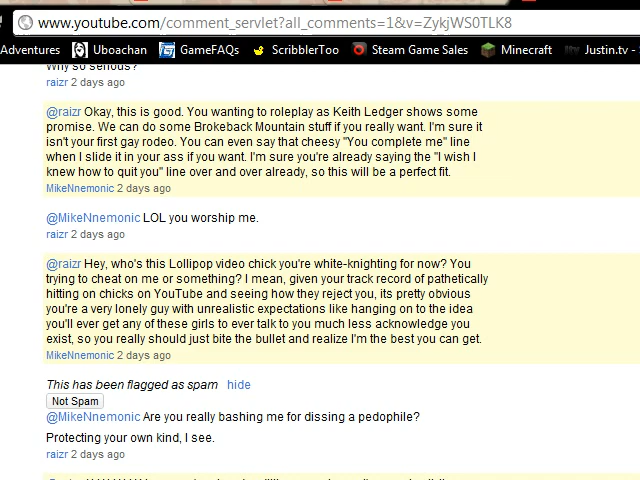 www.youtube.com/comment_servlet?all_comments=1&v=ZykjWS0TLK8
Adventures Uboachan GameFAQs ScribblerToo Steam Game Sales Minecraft Justin.tv -
Why so serious?
raizr 2 days ago
@raizr Okay, this is good. You wanting to roleplay as Keith Ledger shows some
promise. We can do some Brokeback Mountain stuff if you really want. I'm sure it
isn't your first gay rodeo. You can even say that cheesy "You complete me" line
when I slide it in your ass if you want. I'm sure you're already saying the "I wish I
knew how to quit you" line over and over already, so this will be a perfect fit.
MikeNnemonic 2 days ago
@MikeNnemonic LOL you worship me.
raizr 2 days ago
@raizr Hey, who's this Lollipop video chick you're white-knighting for now? You
trying to cheat on me or something? I mean, given your track record of pathetically
hitting on chicks on YouTube and seeing how they reject you, its pretty obvious
you're a very lonely guy with unrealistic expectations like hanging on to the idea
you'll ever get any of these girls to ever talk to you much less acknowledge you
exist, so you really should just bite the bullet and realize I'm the best you can get.
MikeNnemonic 2 days ago
This has been flagged as spam hide
Not Spam
@MikeNnemonic Are you really bashing me for dissing a pedophile?
Protecting your own kind, I see.
raizr 2 days ago